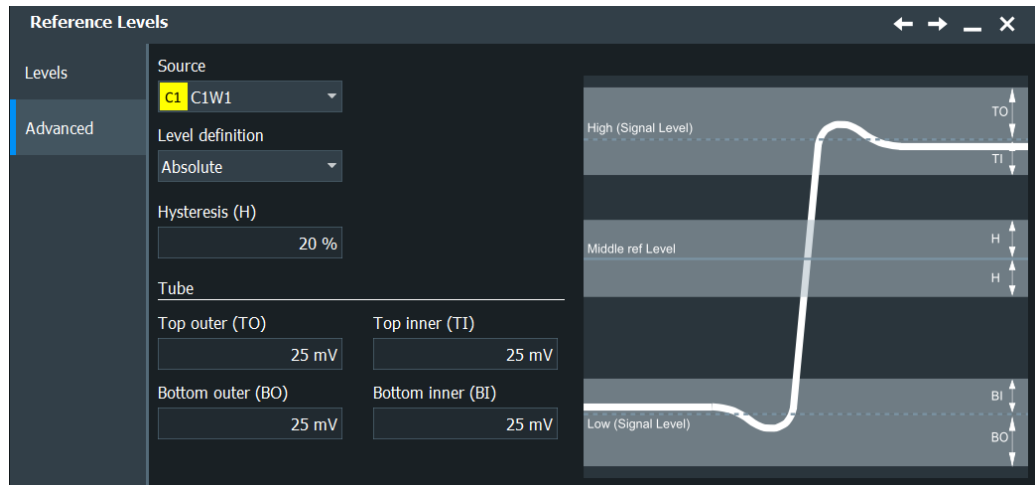 Reference Levels
Levels
Advanced
Source
C1 C1W1
Level definition
Absolute
Hysteresis (H)
20 %
Tube
Top outer (TO) Top inner (TI)
25 mV 25 mV
Bottom outer (BO) Bottom inner (BI)
25 mV 25 mV
TO
High (Signal Level)
TI
H
Middle ref Level
H
BI
Low (Signal Level)
BO